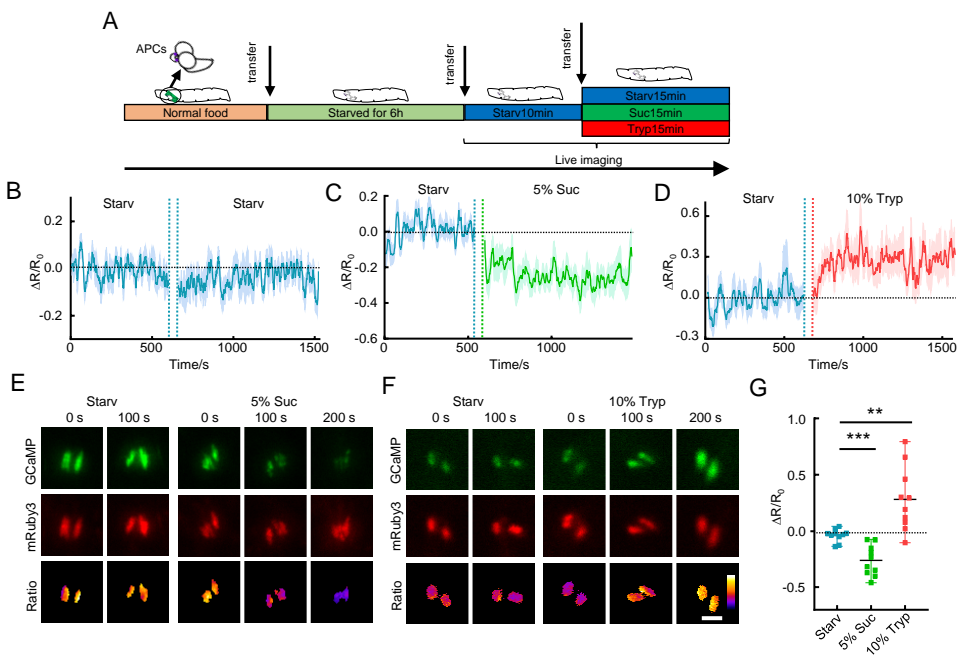 A
APCs
transfer
transfer
transfer
Normal food
Starved for 6h
Starv10min
Starv15min
Suc15min
Tryp15min
Live imaging
B
Starv
Starv
ΔR/R0
0.2
0.0
-0.2
0
500
1000
1500
Time/s
C
Starv
5% Suc
ΔR/R0
0.2
0.0
-0.2
-0.4
-0.6
0
500
1000
Time/s
D
Starv
10% Tryp
ΔR/R0
0.6
0.3
0.0
-0.3
0
500
1000
1500
Time/s
E
Starv
5% Suc
0 s
100 s
0 s
100 s
200 s
GCaMP
mRuby3
Ratio
F
Starv
10% Tryp
0 s
100 s
0 s
100 s
200 s
GCaMP
mRuby3
Ratio
G
ΔR/R0
1.0
0.5
0.0
-0.5
**
***
Starv
5% Suc
10% Tryp